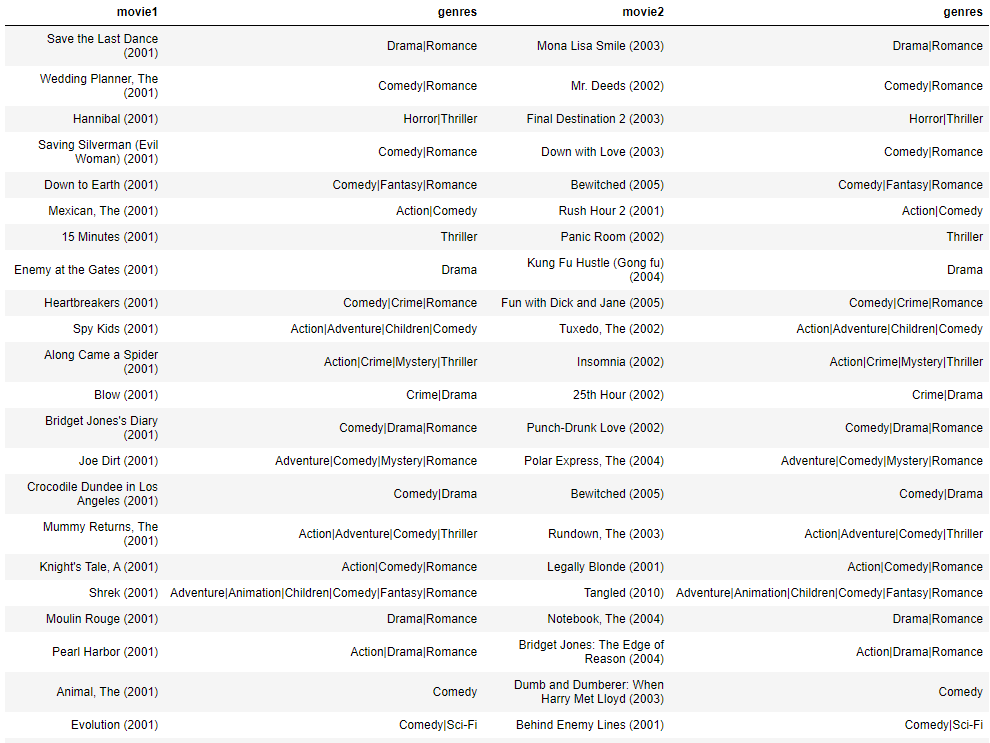 movie1 genres movie2 genres
Save the Last Dance
(2001) Drama|Romance Mona Lisa Smile (2003) Drama|Romance
Wedding Planner, The
(2001) Comedy|Romance Mr. Deeds (2002) Comedy|Romance
Hannibal (2001) Horror|Thriller Final Destination 2 (2003) Horror|Thriller
Saving Silverman (Evil
Woman) (2001) Comedy|Romance Down with Love (2003) Comedy|Romance
Down to Earth (2001) Comedy|Fantasy|Romance Bewitched (2005) Comedy|Fantasy|Romance
Mexican, The (2001) Action|Comedy Rush Hour 2 (2001) Action|Comedy
15 Minutes (2001) Thriller Panic Room (2002) Thriller
Enemy at the Gates (2001) Drama Kung Fu Hustle (Gong fu)
(2004) Drama
Heartbreakers (2001) Comedy|Crime|Romance Fun with Dick and Jane (2005) Comedy|Crime|Romance
Spy Kids (2001) Action|Adventure|Children|Comedy Tuxedo, The (2002) Action|Adventure|Children|Comedy
Along Came a Spider
(2001) Action|Crime|Mystery|Thriller Insomnia (2002) Action|Crime|Mystery|Thriller
Blow (2001) Crime|Drama 25th Hour (2002) Crime|Drama
Bridget Jones's Diary
(2001) Comedy|Drama|Romance Punch-Drunk Love (2002) Comedy|Drama|Romance
Joe Dirt (2001) Adventure|Comedy|Mystery|Romance Polar Express, The (2004) Adventure|Comedy|Mystery|Romance
Crocodile Dundee in Los
Angeles (2001) Comedy|Drama Bewitched (2005) Comedy|Drama
Mummy Returns, The
(2001) Action|Adventure|Comedy|Thriller Rundown, The (2003) Action|Adventure|Comedy|Thriller
Knight's Tale, A (2001) Action|Comedy|Romance Legally Blonde (2001) Action|Comedy|Romance
Shrek (2001) Adventure|Animation|Children|Comedy|Fantasy|Romance Tangled (2010) Adventure|Animation|Children|Comedy|Fantasy|Romance
Moulin Rouge (2001) Drama|Romance Notebook, The (2004) Drama|Romance
Pearl Harbor (2001) Action|Drama|Romance Bridget Jones: The Edge of
Reason (2004) Action|Drama|Romance
Animal, The (2001) Comedy Dumb and Dumberer: When
Harry Met Lloyd (2003) Comedy
Evolution (2001) Comedy|Sci-Fi Behind Enemy Lines (2001) Comedy|Sci-Fi